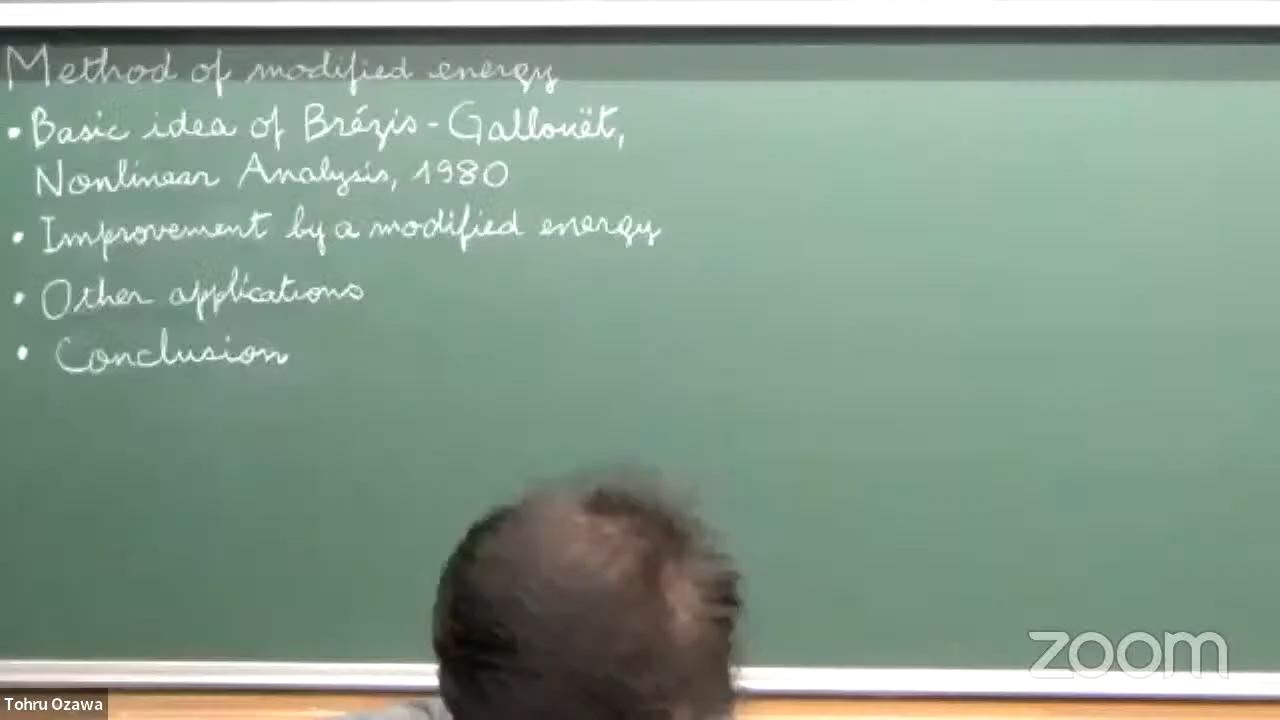 Method of modified energy
• Basic idea of Brézis - Gallouët,
Nonlinear Analysis, 1980
• Improvement by a modified energy
• Other applications
• Conclusion
zoom
Tohru Ozawa